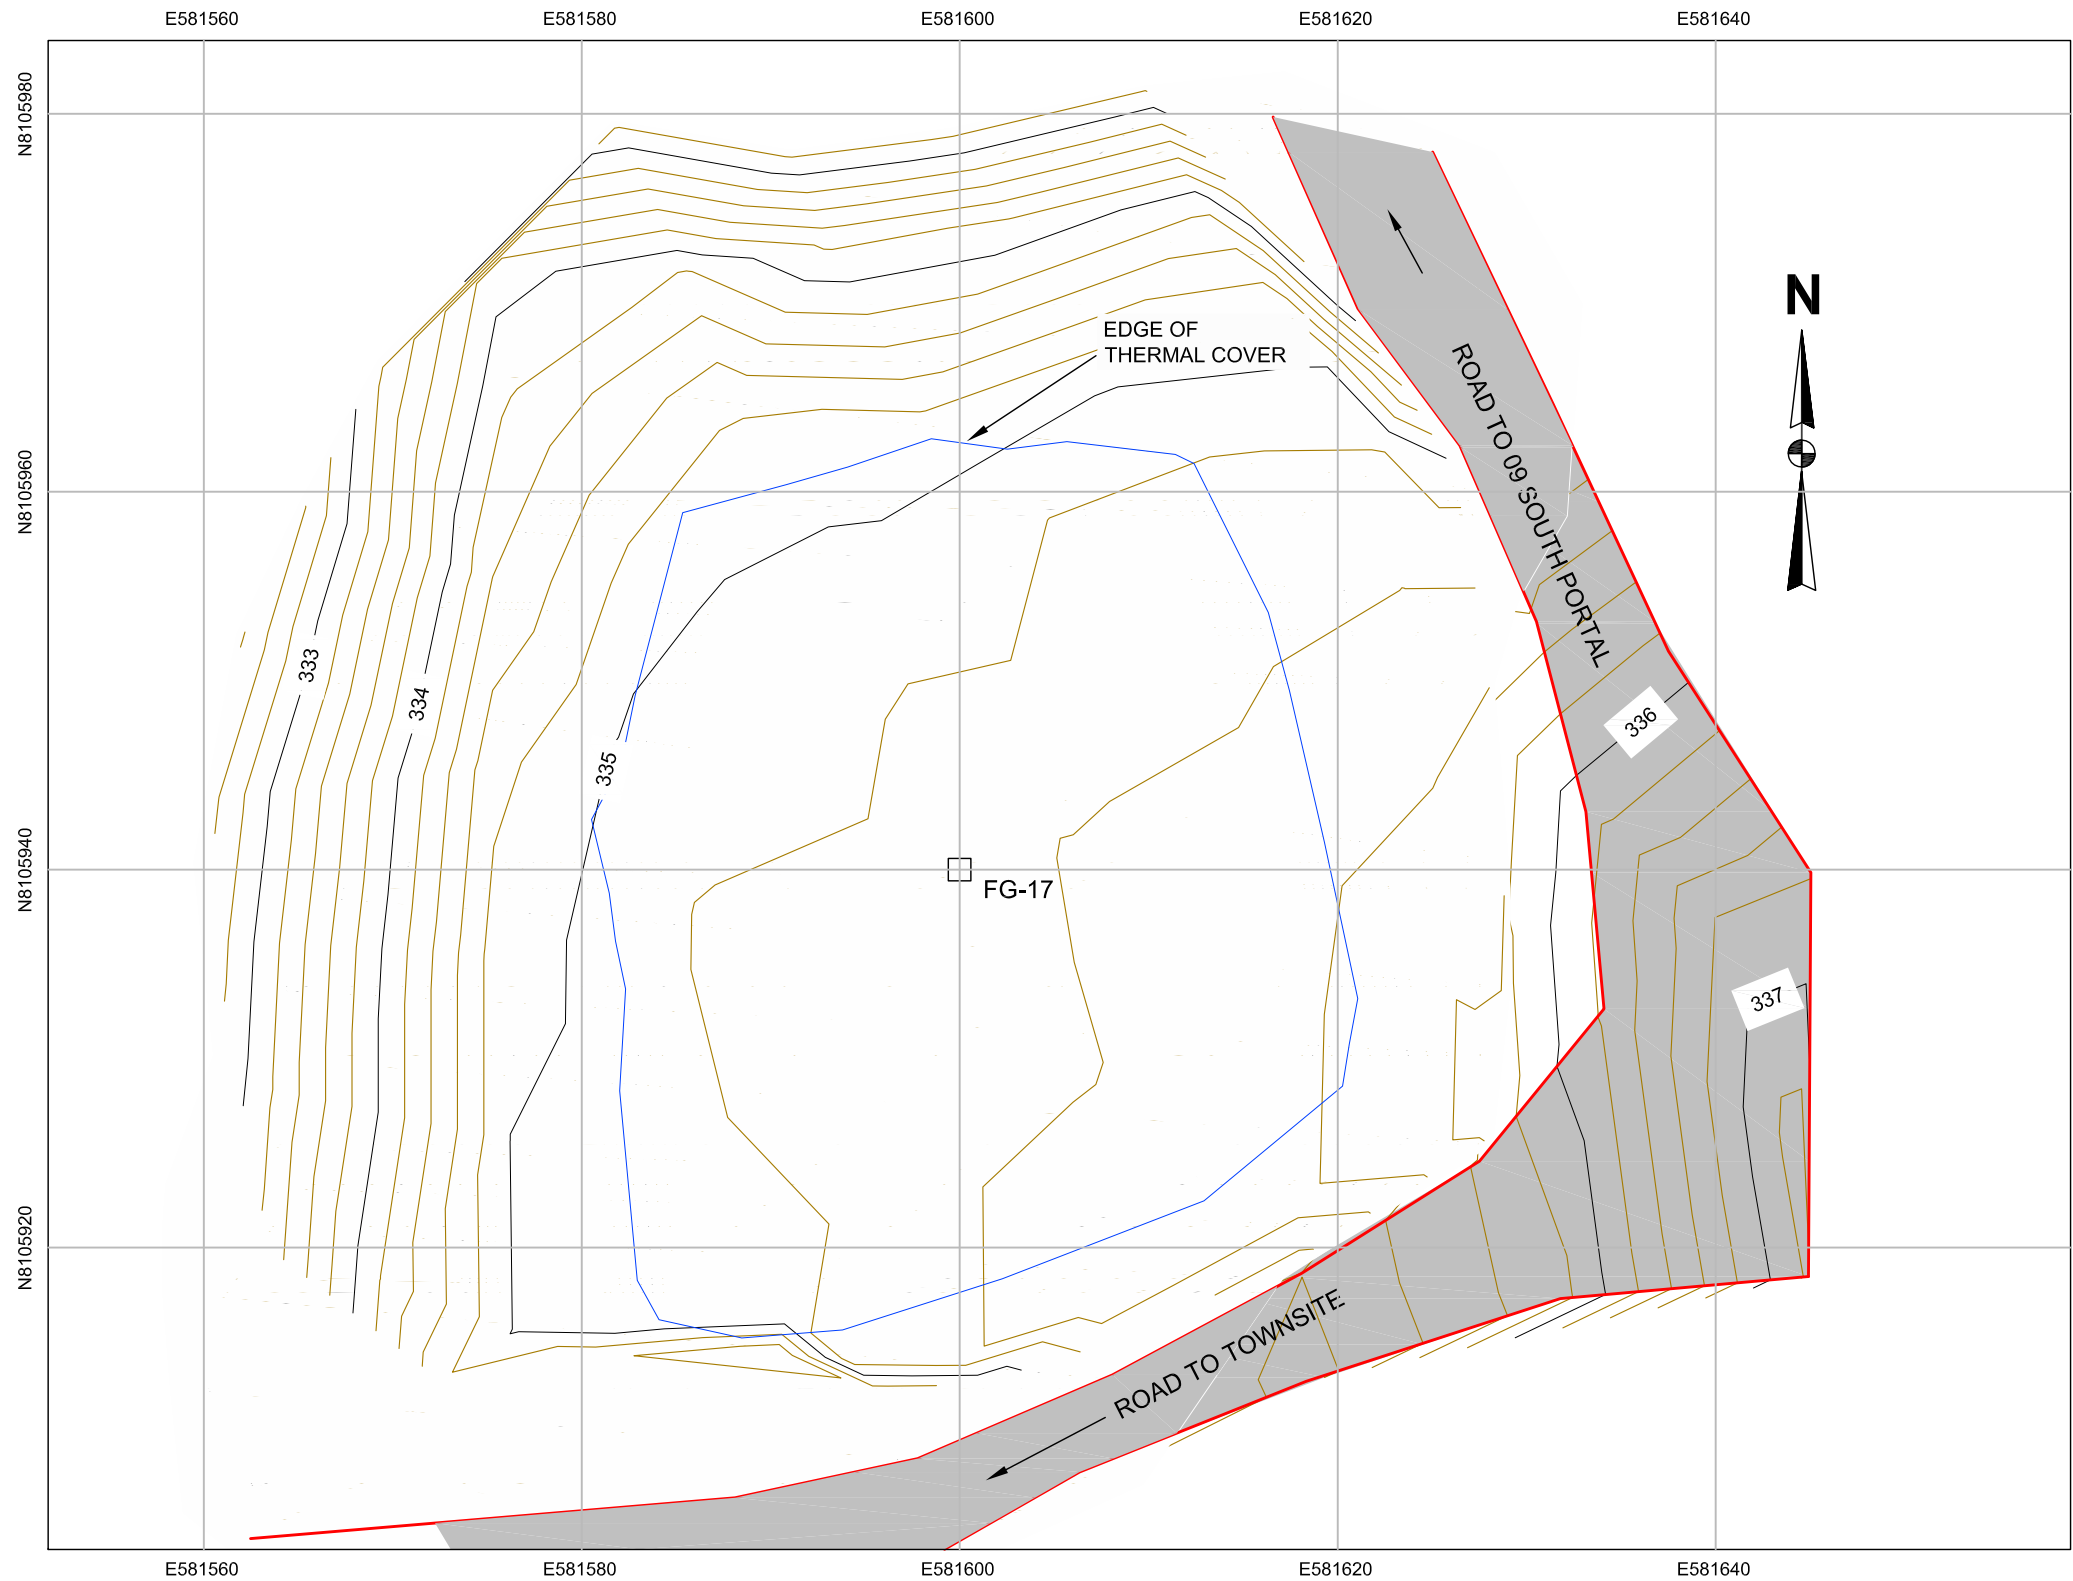 E581560
E581580
E581600
E581620
E581640
N8105980
N8105960
N8105940
N8105920
N
EDGE OF
THERMAL COVER
ROAD TO 09 SOUTH PORTAL
333
334
335
336
337
FG-17
ROAD TO TOWNSITE
E581560
E581580
E581600
E581620
E581640